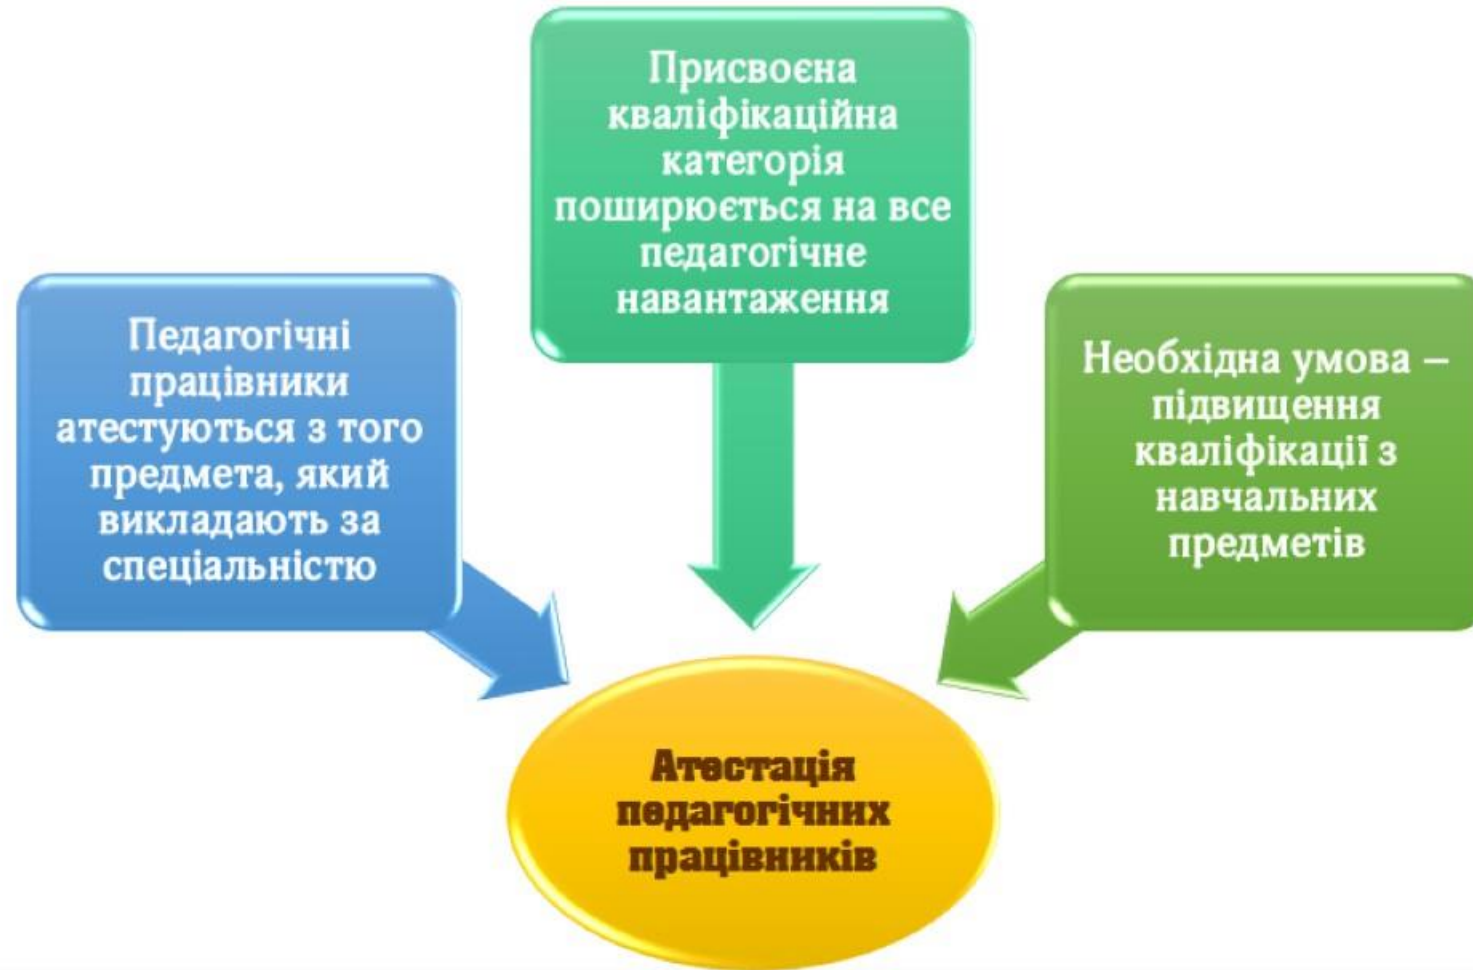 Присвоєна
кваліфікаційна
категорія
поширюється на все
педагогічне
навантаження
Педагогічні
працівники
атестуються з того
предмета, який
викладають за
спеціальністю
Необхідна умова –
підвищення
кваліфікації з
навчальних
предметів
Атестація
педагогічних
працівників